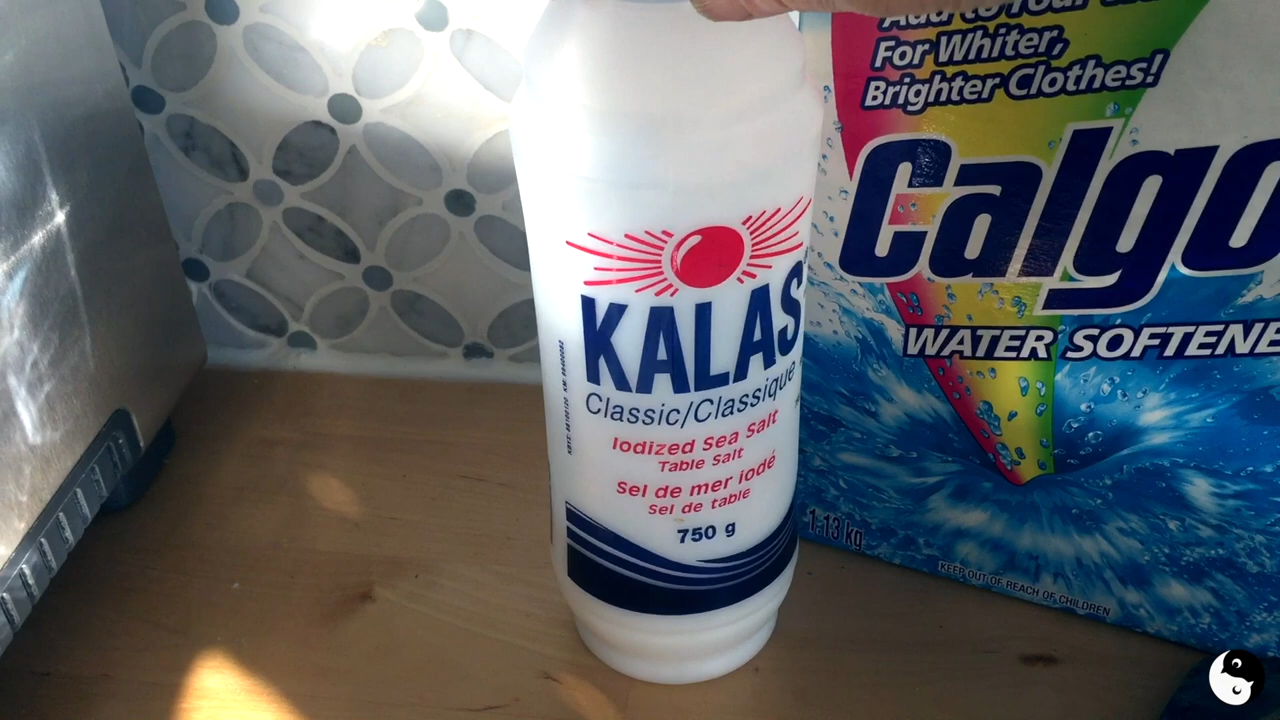 KALAS
Classic/Classique
Iodized Sea Salt
Table Salt
Sel de mer iodé
Sel de table
750 g
For Whiter,
Brighter Clothes!
Calgo
WATER SOFTENE
1.13 kg
KEEP OUT OF REACH OF CHILDREN